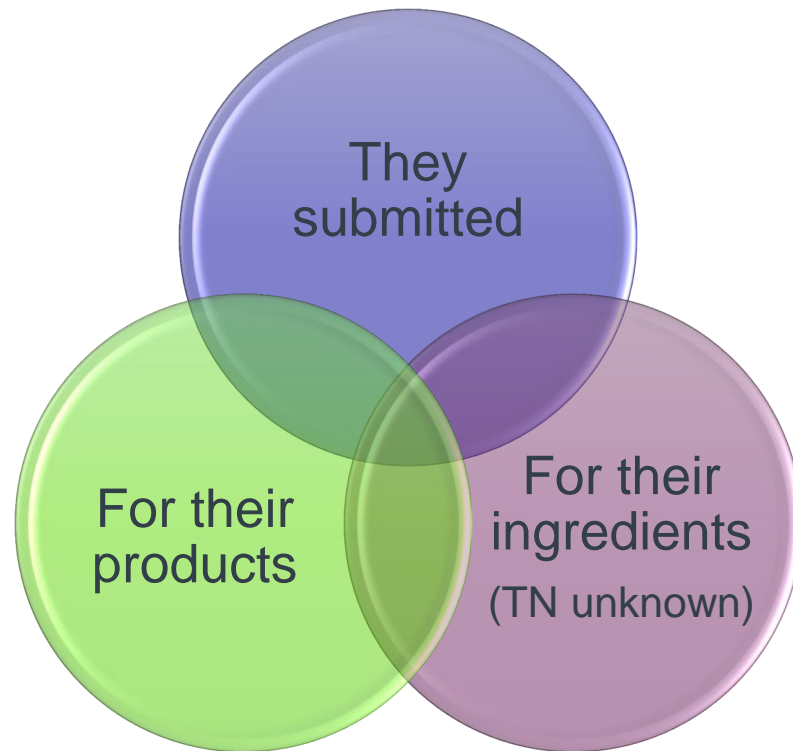 They
submitted
For their
products
For their
ingredients
(TN unknown)